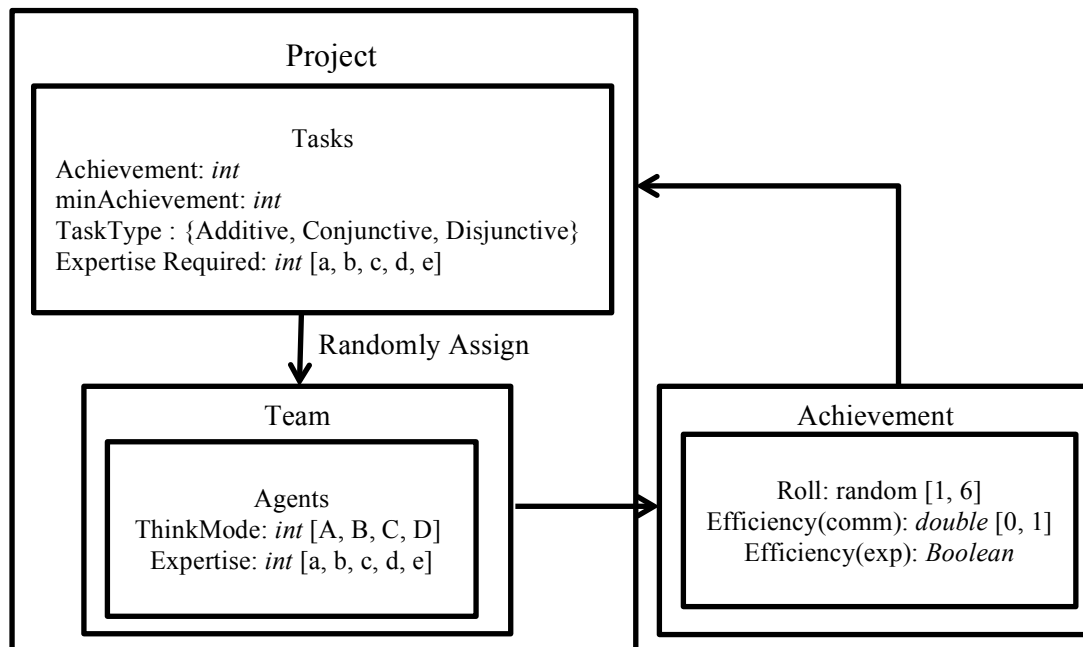 Project
Tasks
Achievement: int
minAchievement: int
TaskType : {Additive, Conjunctive, Disjunctive}
Expertise Required: int [a, b, c, d, e]
Randomly Assign
Team
Agents
ThinkMode: int [A, B, C, D]
Expertise: int [a, b, c, d, e]
Achievement
Roll: random [1, 6]
Efficiency(comm): double [0, 1]
Efficiency(exp): Boolean